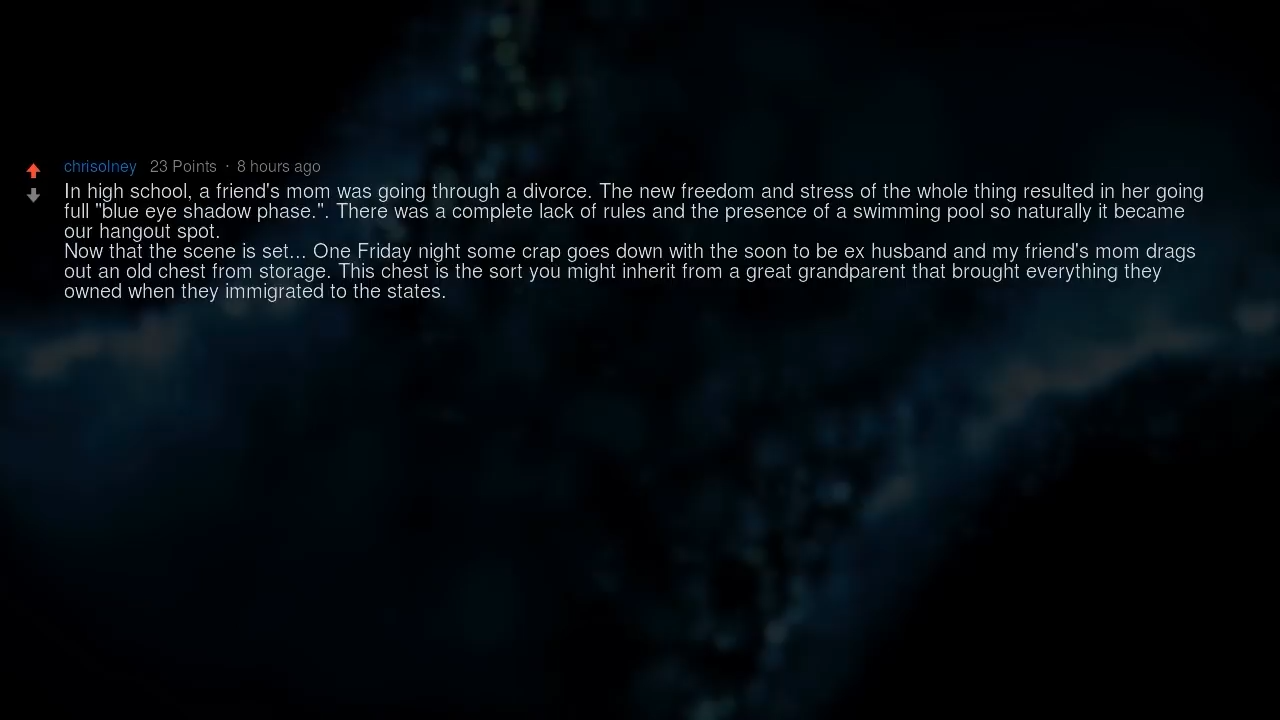 chrisolney 23 Points · 8 hours ago
In high school, a friend's mom was going through a divorce. The new freedom and stress of the whole thing resulted in her going
full "blue eye shadow phase.". There was a complete lack of rules and the presence of a swimming pool so naturally it became
our hangout spot.
Now that the scene is set... One Friday night some crap goes down with the soon to be ex husband and my friend's mom drags
out an old chest from storage. This chest is the sort you might inherit from a great grandparent that brought everything they
owned when they immigrated to the states.